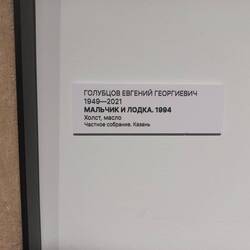 ГОЛУБЦОВ ЕВГЕНИЙ ГЕОРГИЕВИЧ
1949—2021
МАЛЬЧИК И ЛОДКА. 1994
Холст, масло
Частное собрание. Казань